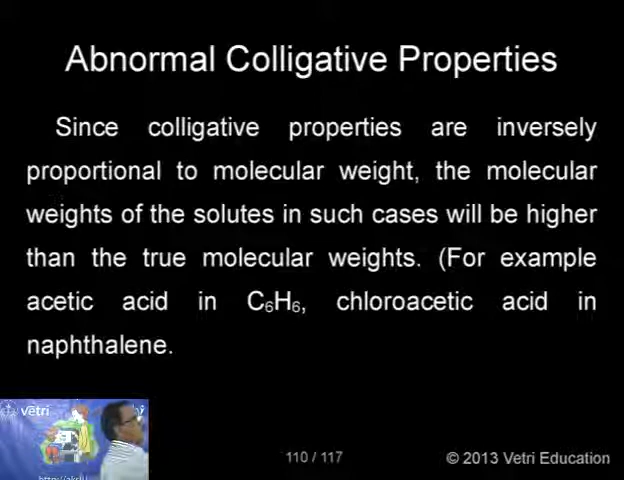 Abnormal Colligative Properties
Since colligative properties are inversely
proportional to molecular weight, the molecular
weights of the solutes in such cases will be higher
than the true molecular weights. (For example
acetic acid in C₆H₆, chloroacetic acid in
naphthalene.
vetri
110 / 117
© 2013 Vetri Education